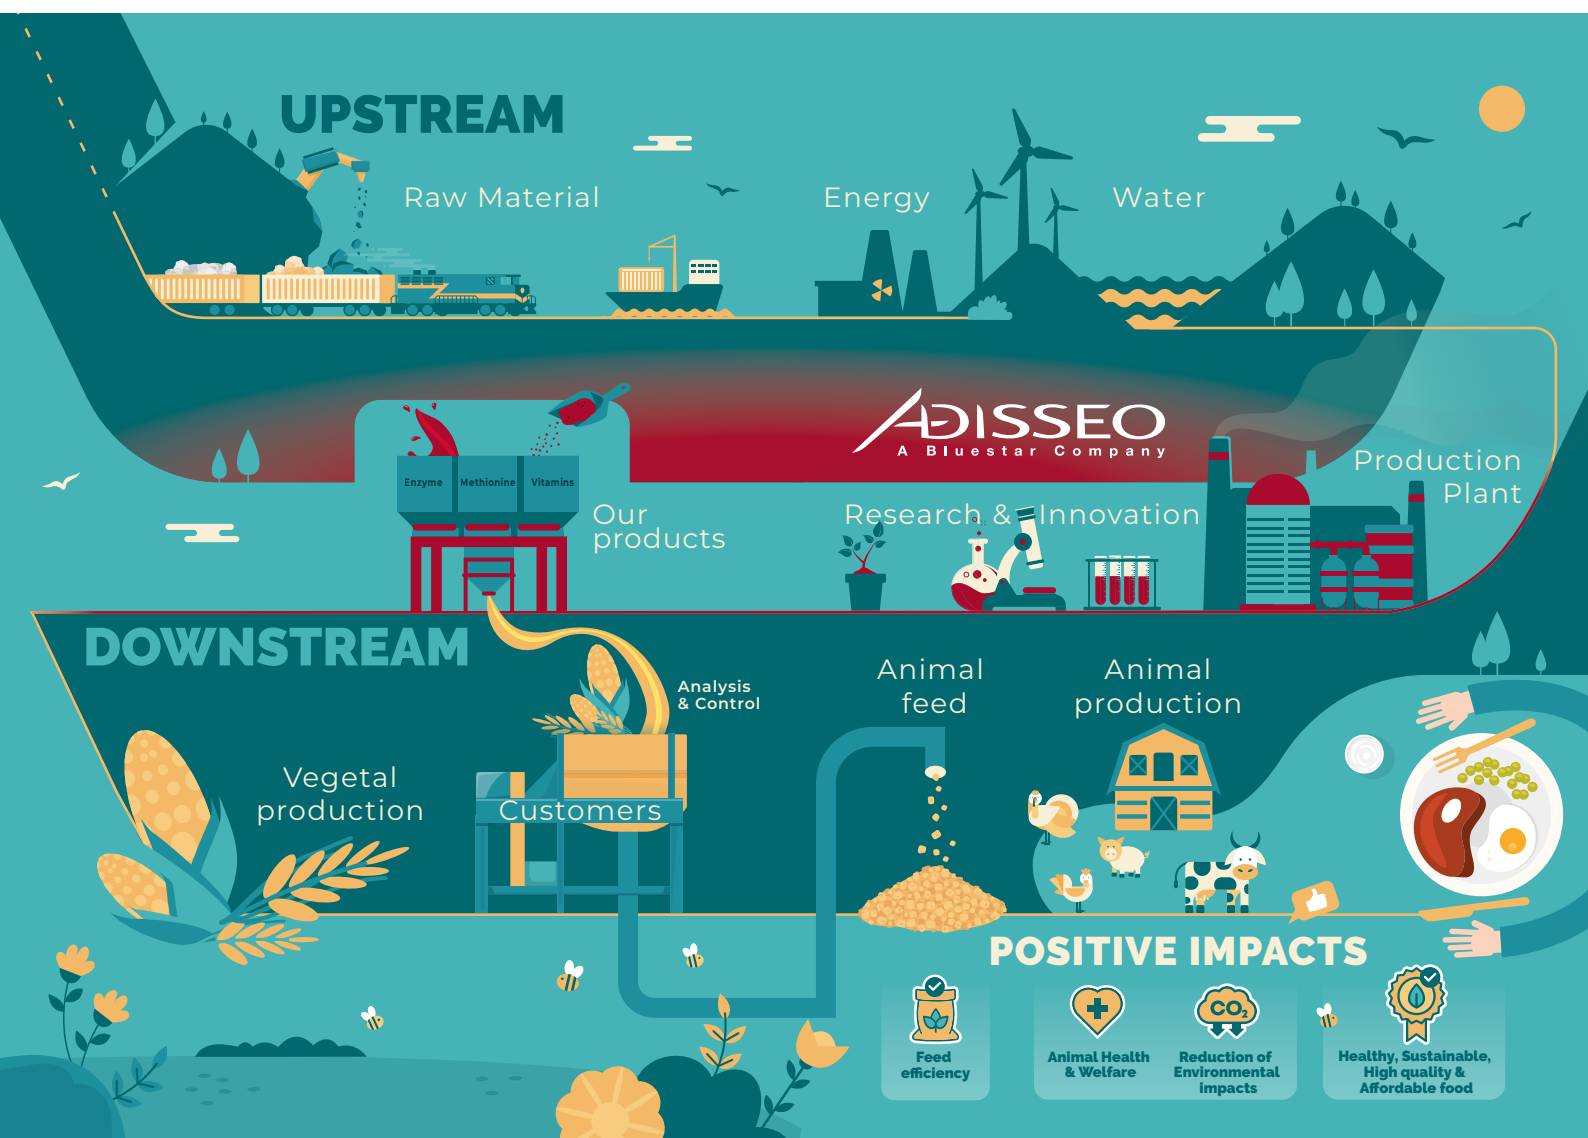 UPSTREAM
Raw Material
Energy
Water
ADISSEO
A Bluestar Company
Production
Plant
Enzyme
Methionine
Vitamins
Our
products
Research & Innovation
DOWNSTREAM
Analysis
& Control
Animal
feed
Animal
production
Vegetal
production
Customers
POSITIVE IMPACTS
CO2
Feed
efficiency
Animal Health
& Welfare
Reduction of
Environmental
impacts
Healthy, Sustainable,
High quality &
Affordable food